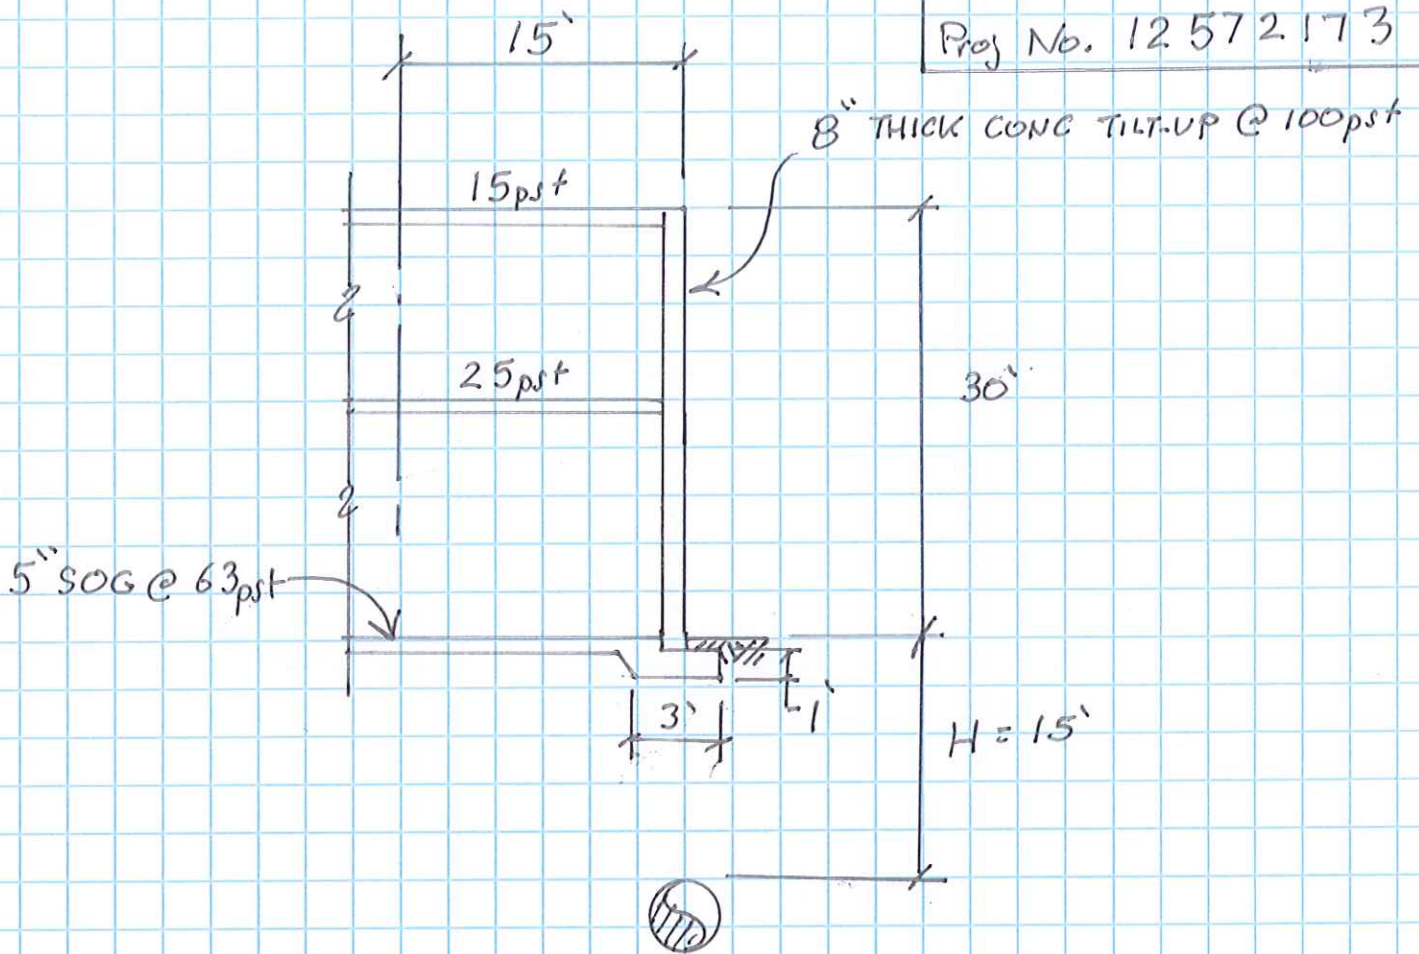 15'
Proj No. 12572173
8" THICK CONC TILT-UP @ 100psf
15psf
25psf
30'
5" SOG @ 63psf
3'
1'
H = 15'